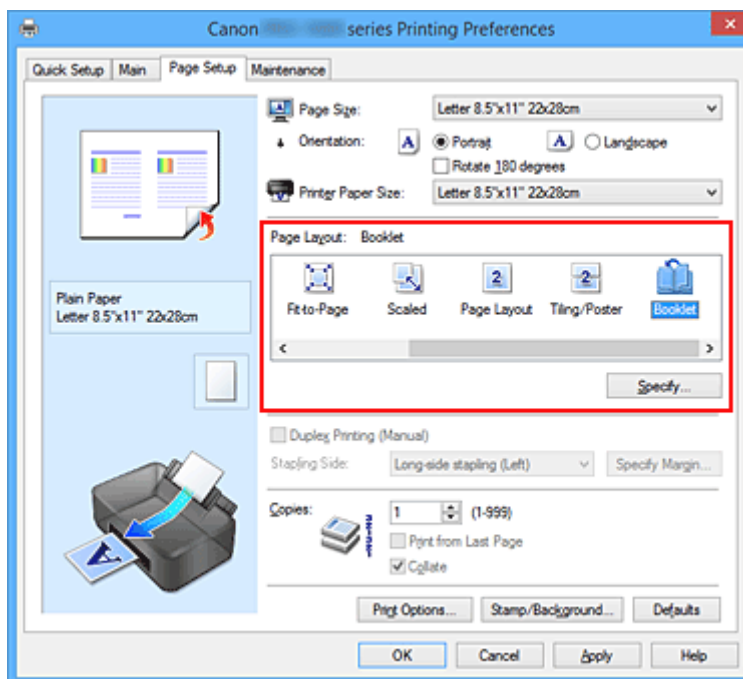 Canon series Printing Preferences
Quick Setup Main Page Setup Maintenance
Page Size: Letter 8.5"x11" 22x28cm
Orientation: A Portrait A Landscape
Rotate 180 degrees
Printer Paper Size: Letter 8.5"x11" 22x28cm
Page Layout: Booklet
Fit-to-Page Scaled Page Layout Tiling/Poster Booklet
2 2
Specify...
Plain Paper
Letter 8.5"x11" 22x28cm
Duplex Printing (Manual)
Stapling Side: Long-side stapling (Left) Specify Margin...
Copies: 1 (1-999)
Print from Last Page
Collate
A
Print Options... Stamp/Background... Defaults
OK Cancel Apply Help